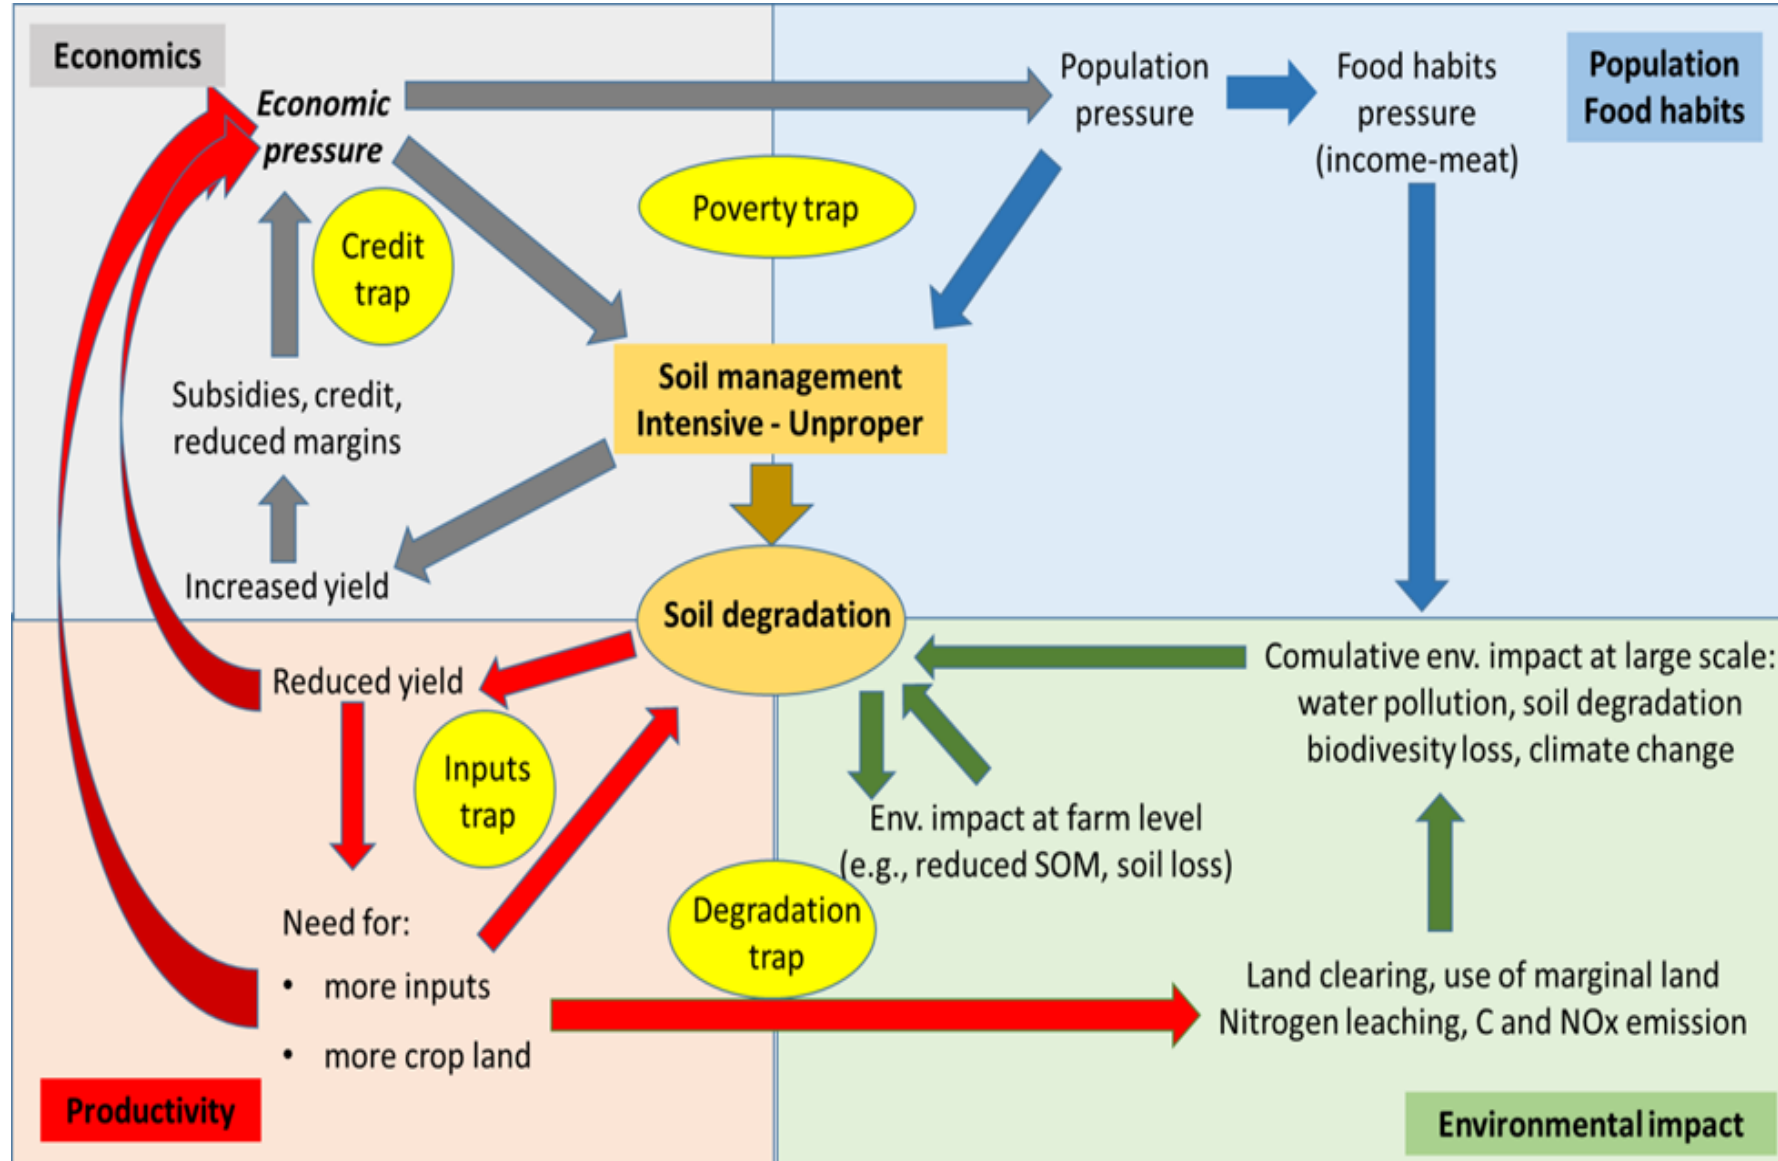 Economics
Economic
pressure
Population
pressure
Food habits
pressure
(income-meat)
Population
Food habits
Credit
trap
Poverty trap
Soil management
Intensive - Unproper
Subsidies, credit,
reduced margins
Increased yield
Soil degradation
Reduced yield
Inputs
trap
Comulative env. impact at large scale:
water pollution, soil degradation
biodivesity loss, climate change
Env. impact at farm level
(e.g., reduced SOM, soil loss)
Need for:
• more inputs
• more crop land
Degradation
trap
Land clearing, use of marginal land
Nitrogen leaching, C and NOx emission
Productivity
Environmental impact